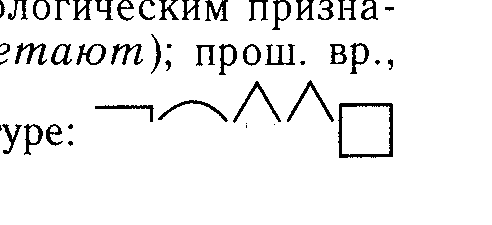 ологическим призна-
етают); прош. вр.,
туре: